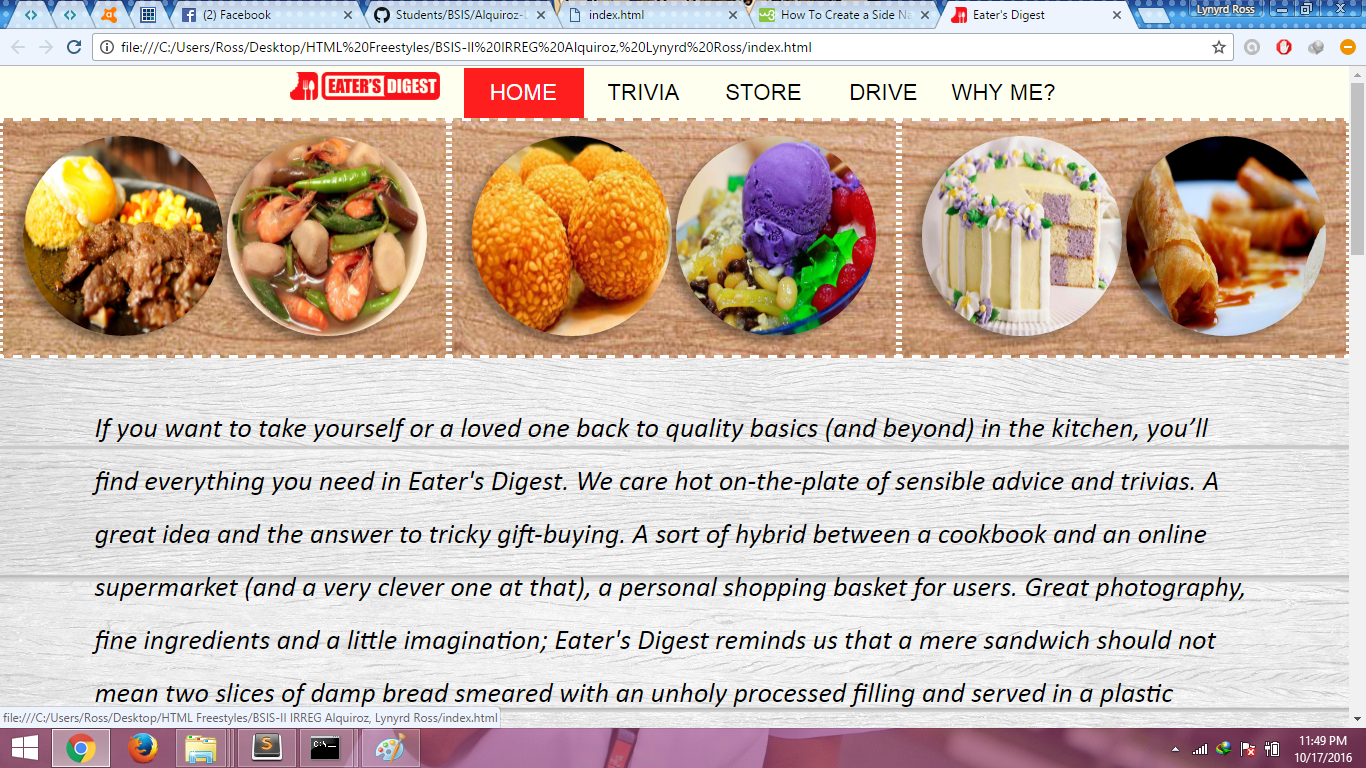 (2) Facebook
Students/BSIS/Alquiroz-
index.html
How To Create a Side Na
Eater's Digest
Lynyrd Ross
file:///C:/Users/Ross/Desktop/HTML%20Freestyles/BSIS-II%20IRREG%20Alquiroz,%20Lynyrd%20Ross/index.html
EATER'S DIGEST
HOME
TRIVIA
STORE
DRIVE
WHY ME?
If you want to take yourself or a loved one back to quality basics (and beyond) in the kitchen, you’ll
find everything you need in Eater's Digest. We care hot on-the-plate of sensible advice and trivias. A
great idea and the answer to tricky gift-buying. A sort of hybrid between a cookbook and an online
supermarket (and a very clever one at that), a personal shopping basket for users. Great photography,
fine ingredients and a little imagination; Eater's Digest reminds us that a mere sandwich should not
mean two slices of damp bread smeared with an unholy processed filling and served in a plastic
file:///C:/Users/Ross/Desktop/HTML Freestyles/BSIS-II IRREG Alquiroz, Lynyrd Ross/index.html
11:49 PM
10/17/2016